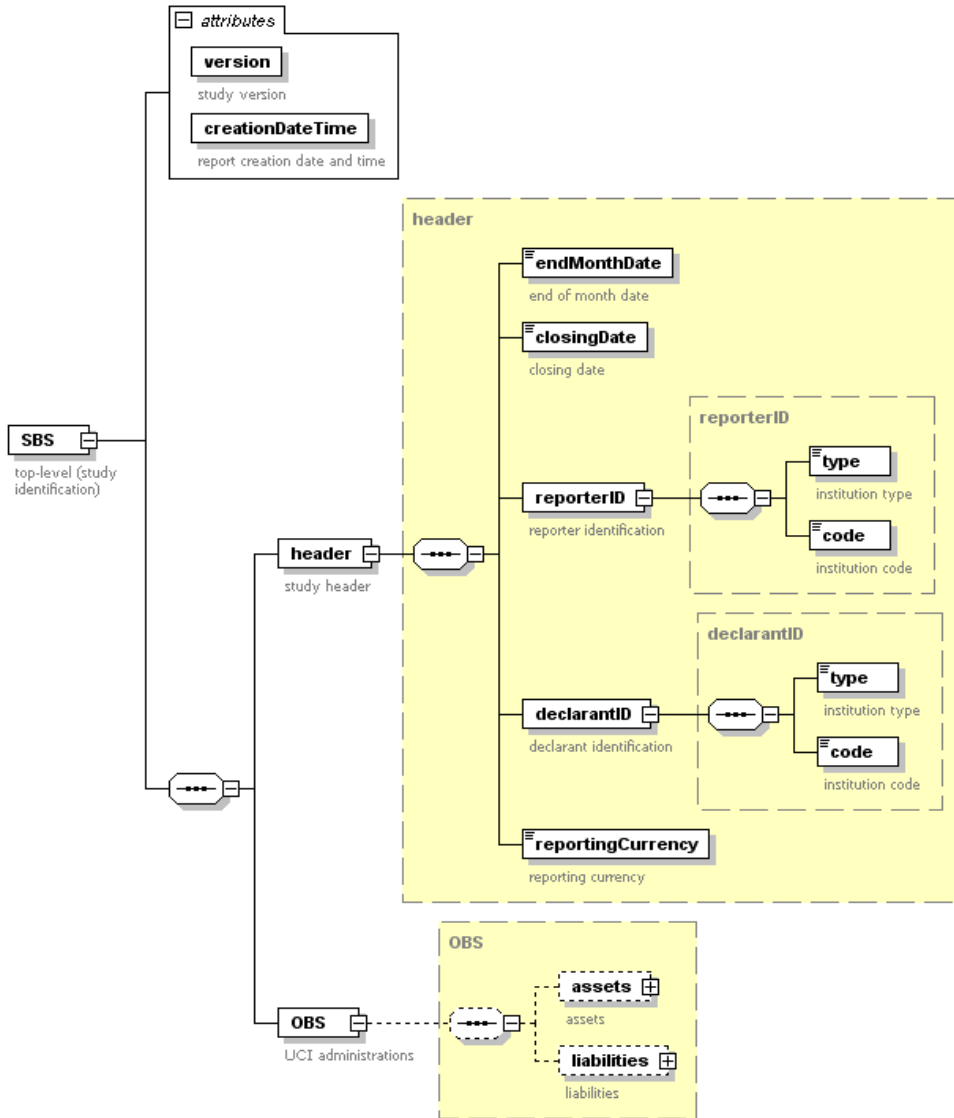 attributes
version
study version
creationDateTime
report creation date and time
header
endMonthDate
end of month date
closingDate
closing date
reporterID
type
institution type
SBS
top-level (study
identification)
reporterID
reporter identification
code
institution code
header
study header
declarantID
type
institution type
declarantID
declarant identification
code
institution code
reportingCurrency
reporting currency
OBS
assets
assets
OBS
UCI administrations
liabilities
liabilities